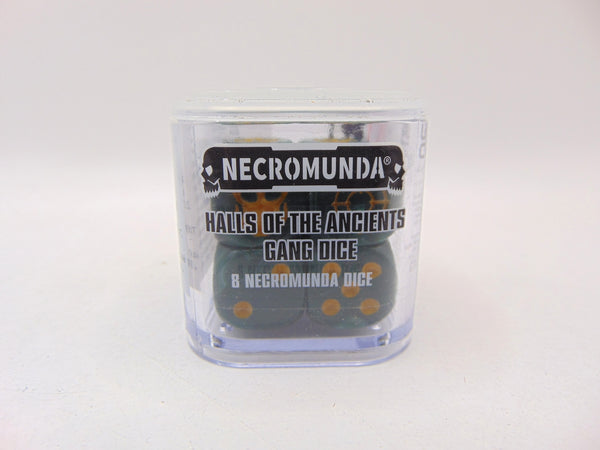 NECROMUNDA®
HALLS OF THE ANCIENTS
GANG DICE
8 NECROMUNDA DICE